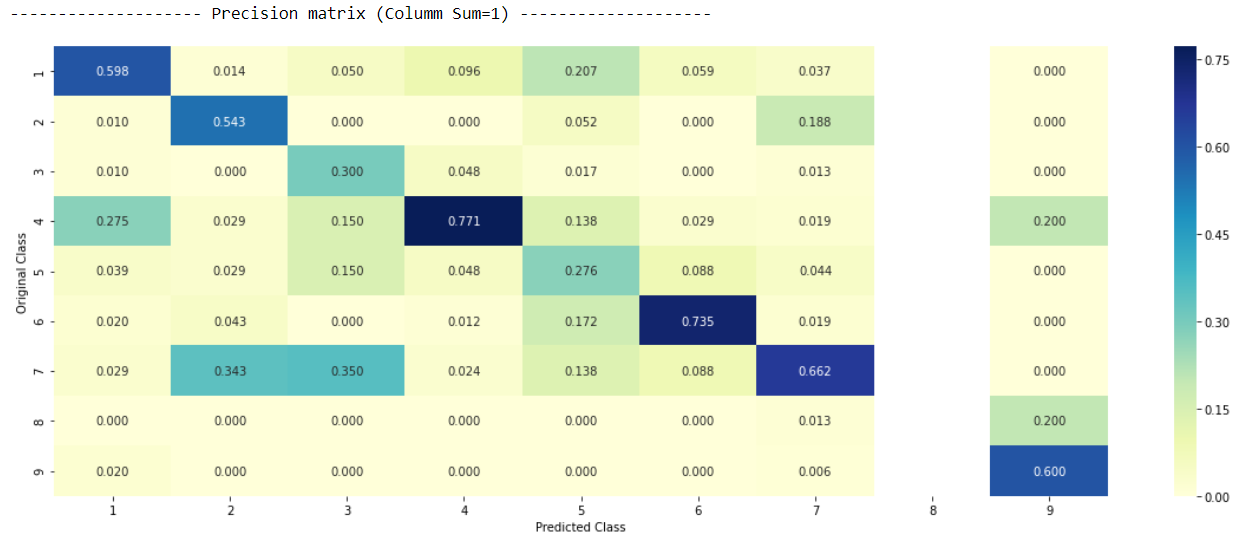 -------------------- Precision matrix (Columm Sum=1) --------------------
0.598 0.014 0.050 0.096 0.207 0.059 0.037 0.000
0.010 0.543 0.000 0.000 0.052 0.000 0.188 0.000
0.010 0.000 0.300 0.048 0.017 0.000 0.013 0.000
0.275 0.029 0.150 0.771 0.138 0.029 0.019 0.200
0.039 0.029 0.150 0.048 0.276 0.088 0.044 0.000
0.020 0.043 0.000 0.012 0.172 0.735 0.019 0.000
0.029 0.343 0.350 0.024 0.138 0.088 0.662 0.000
0.000 0.000 0.000 0.000 0.000 0.000 0.013 0.200
0.020 0.000 0.000 0.000 0.000 0.000 0.006 0.600
1 2 3 4 5 6 7 8 9
Predicted Class
1
2
3
4
5
6
7
8
9
Original Class
0.75
0.60
0.45
0.30
0.15
0.00